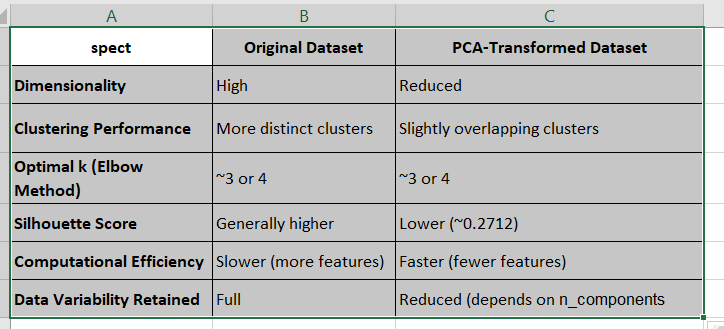 A B C
spect Original Dataset PCA-Transformed Dataset
Dimensionality High Reduced
Clustering Performance More distinct clusters Slightly overlapping clusters
Optimal k (Elbow
Method) ~3 or 4 ~3 or 4
Silhouette Score Generally higher Lower (~0.2712)
Computational Efficiency Slower (more features) Faster (fewer features)
Data Variability Retained Full Reduced (depends on n_components